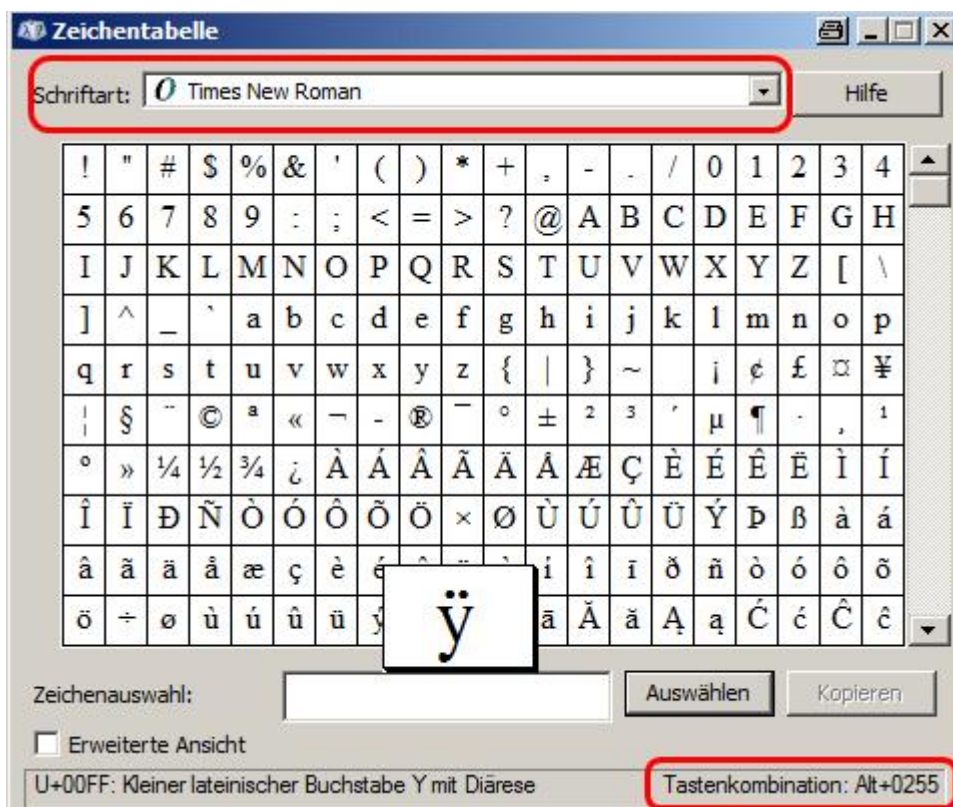 Zeichentabelle
Schriftart: O Times New Roman Hilfe
! " # $ % & ' ( ) * + , - . / 0 1 2 3 4
5 6 7 8 9 : ; < = > ? @ A B C D E F G H
I J K L M N O P Q R S T U V W X Y Z [ \
] ^ _ ` a b c d e f g h i j k l m n o p
q r s t u v w x y z { | } ~ ¡ ¢ £ ¤ ¥
¦ § ¨ © ª « ¬ - ® ¯ ° ± ² ³ ´ µ ¶ · ¸ ¹
º » ¼ ½ ¾ ¿ À Á Â Ã Ä Å Æ Ç È É Ê Ë Ì Í
Î Ï Ð Ñ Ò Ó Ô Õ Ö × Ø Ù Ú Û Ü Ý Þ ß à á
â ã ä å æ ç è é í î ï ð ñ ò ó ô õ
ö ÷ ø ù ú û ü ý ÿ ā Ă ă Ą ą Ć ć Ĉ ĉ
Zeichenauswahl: Auswählen Kopieren
Erweiterte Ansicht
U+00FF: Kleiner lateinischer Buchstabe Y mit Diärese Tastenkombination: Alt+0255